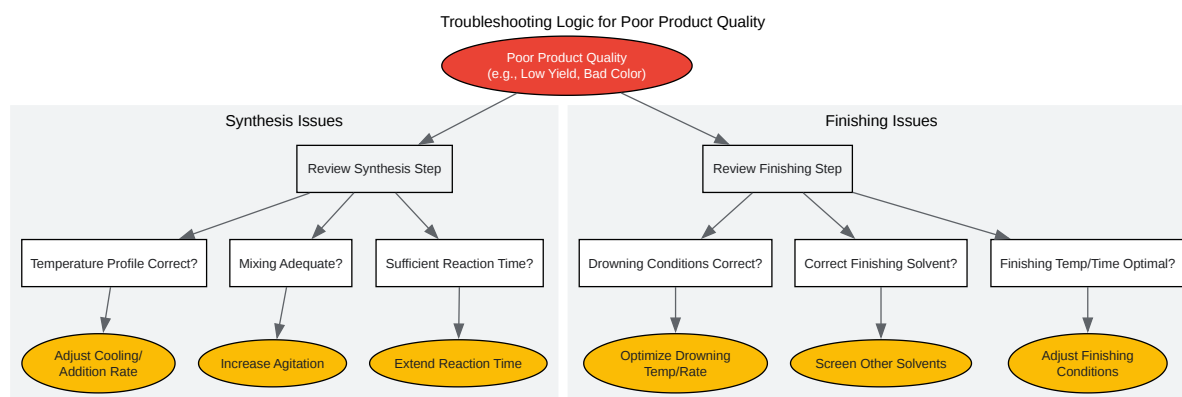 Troubleshooting Logic for Poor Product Quality
Poor Product Quality
(e.g., Low Yield, Bad Color)
Synthesis Issues
Finishing Issues
Review Synthesis Step
Review Finishing Step
Temperature Profile Correct?
Mixing Adequate?
Sufficient Reaction Time?
Drowning Conditions Correct?
Correct Finishing Solvent?
Finishing Temp/Time Optimal?
Adjust Cooling/
Addition Rate
Increase Agitation
Extend Reaction Time
Optimize Drowning
Temp/Rate
Screen Other Solvents
Adjust Finishing
Conditions